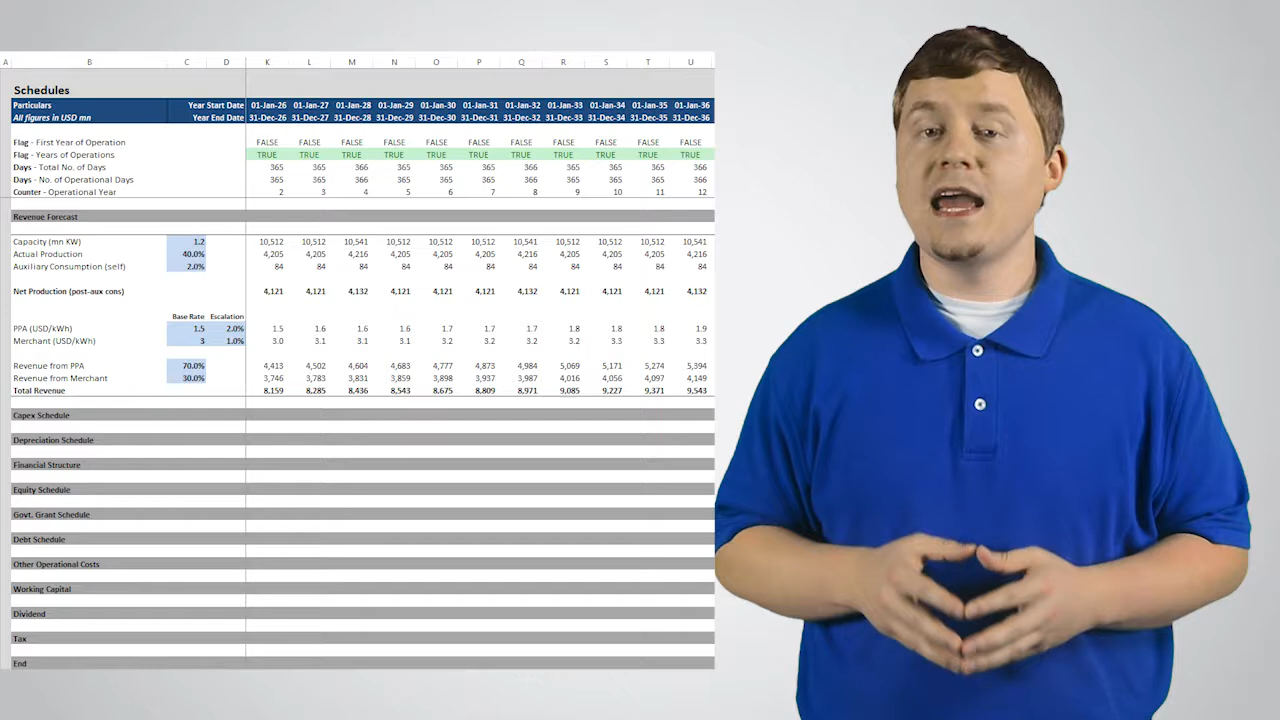 A B C D K L M N O P Q R S T U
Schedules
Particulars Year Start Date 01-Jan-26 01-Jan-27 01-Jan-28 01-Jan-29 01-Jan-30 01-Jan-31 01-Jan-32 01-Jan-33 01-Jan-34 01-Jan-35 01-Jan-36
All figures in USD mn Year End Date 31-Dec-26 31-Dec-27 31-Dec-28 31-Dec-29 31-Dec-30 31-Dec-31 31-Dec-32 31-Dec-33 31-Dec-34 31-Dec-35 31-Dec-36
Flag - First Year of Operation FALSE FALSE FALSE FALSE FALSE FALSE FALSE FALSE FALSE FALSE FALSE
Flag - Years of Operations TRUE TRUE TRUE TRUE TRUE TRUE TRUE TRUE TRUE TRUE TRUE
Days - Total No. of Days 365 365 366 365 365 365 366 365 365 365 366
Days - No. of Operational Days 365 365 366 365 365 365 366 365 365 365 366
Counter - Operational Year 2 3 4 5 6 7 8 9 10 11 12
Revenue Forecast
Capacity (mn KW) 1.2 10,512 10,512 10,541 10,512 10,512 10,512 10,541 10,512 10,512 10,512 10,541
Actual Production 40.0% 4,205 4,205 4,216 4,205 4,205 4,205 4,216 4,205 4,205 4,205 4,216
Auxiliary Consumption (self) 2.0% 84 84 84 84 84 84 84 84 84 84 84
Net Production (post-aux cons) 4,121 4,121 4,132 4,121 4,121 4,121 4,132 4,121 4,121 4,121 4,132
Base Rate Escalation
PPA (USD/kWh) 1.5 2.0% 1.5 1.6 1.6 1.6 1.7 1.7 1.7 1.8 1.8 1.8 1.9
Merchant (USD/kWh) 3 1.0% 3.0 3.1 3.1 3.1 3.2 3.2 3.2 3.2 3.3 3.3 3.3
Revenue from PPA 70.0% 4,413 4,502 4,604 4,683 4,777 4,873 4,984 5,069 5,171 5,274 5,394
Revenue from Merchant 30.0% 3,746 3,783 3,831 3,859 3,898 3,937 3,987 4,016 4,056 4,097 4,149
Total Revenue 8,159 8,285 8,436 8,543 8,675 8,809 8,971 9,085 9,227 9,371 9,543
Capex Schedule
Depreciation Schedule
Financial Structure
Equity Schedule
Govt. Grant Schedule
Debt Schedule
Other Operational Costs
Working Capital
Dividend
Tax
End